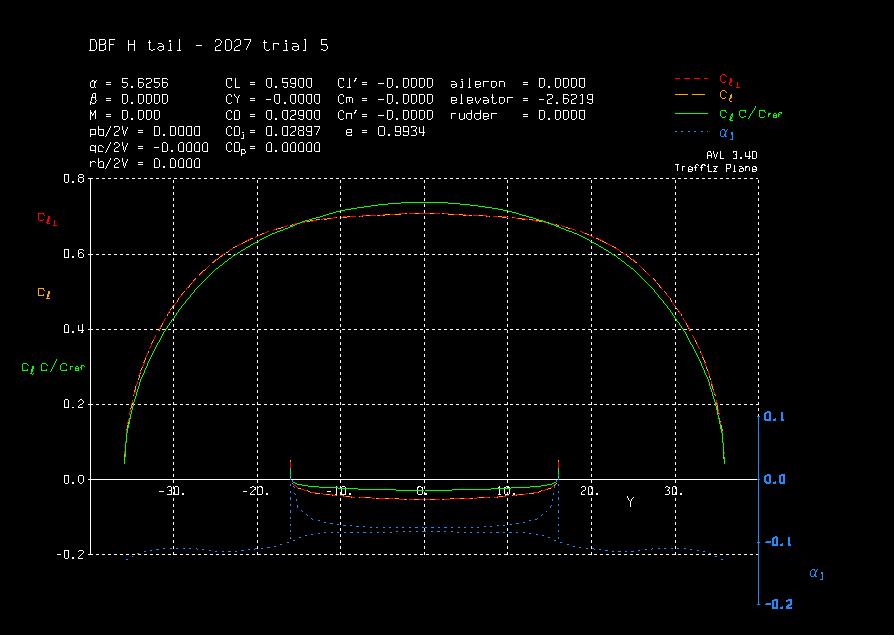 DBF H tail - 2027 trial 5
α = 5.6256 CL = 0.5900 Cl'= -0.0000 aileron = 0.0000
β = 0.0000 CY = -0.0000 Cm = -0.0000 elevator = -2.6219
M = 0.000 CD = 0.02900 Cn'= -0.0000 rudder = 0.0000
pb/2V = 0.0000 CDi = 0.02897 e = 0.9934
qc/2V = -0.0000 CDp = 0.00000
rb/2V = 0.0000
Cl⊥
Cl
Cl C/Cref
αi
AVL 3.40
Trefftz Plane
0.8
Cl⊥
0.6
Cl
0.4
Cl C/Cref
0.2
0.1
0.0
-30. -20. -10. 0. 10. 20. 30.
0.0
Y
-0.2
-0.1
αi
-0.2